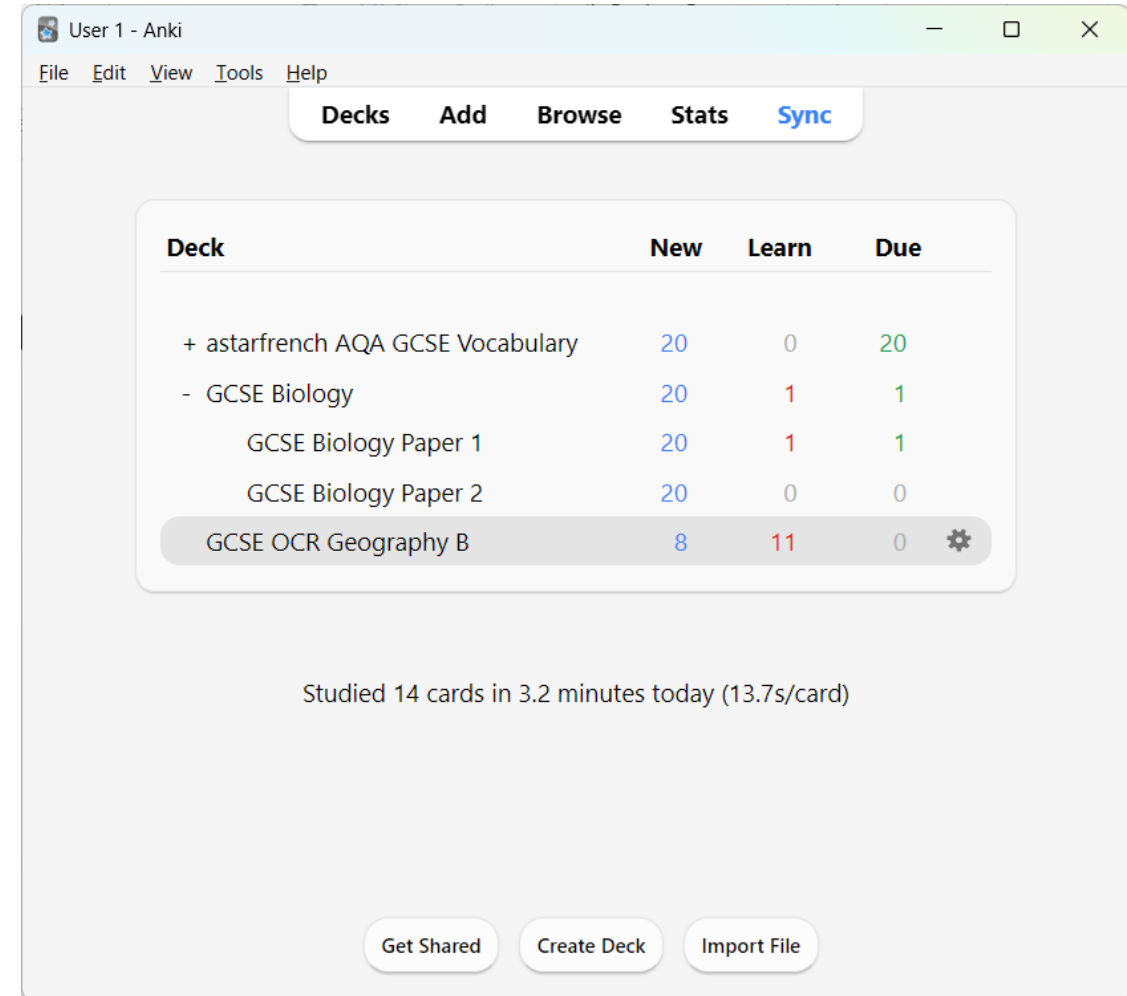 User 1 - Anki
File Edit View Tools Help
Decks Add Browse Stats Sync
Deck New Learn Due
+ astarfrench AQA GCSE Vocabulary 20 0 20
- GCSE Biology 20 1 1
GCSE Biology Paper 1 20 1 1
GCSE Biology Paper 2 20 0 0
GCSE OCR Geography B 8 11 0
Studied 14 cards in 3.2 minutes today (13.7s/card)
Get Shared Create Deck Import File